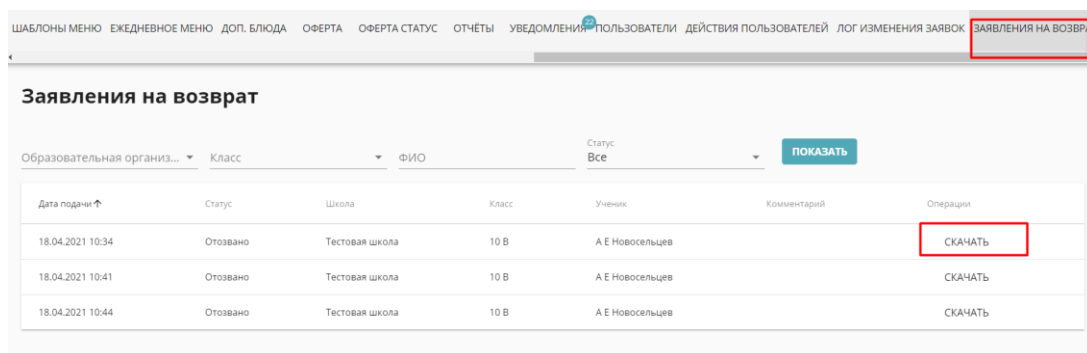 ШАБЛОНЫ МЕНЮ ЕЖЕДНЕВНОЕ МЕНЮ ДОП. БЛЮДА ОФЕРТА ОФЕРТА СТАТУС ОТЧЁТЫ УВЕДОМЛЕНИЯ 22 ПОЛЬЗОВАТЕЛИ ДЕЙСТВИЯ ПОЛЬЗОВАТЕЛЕЙ ЛОГ ИЗМЕНЕНИЯ ЗАЯВОК ЗАЯВЛЕНИЯ НА ВОЗВРА
Заявления на возврат
Статус
Образовательная организ... Класс ФИО Все ПОКАЗАТЬ
Дата подачи Статус Школа Класс Ученик Комментарий Операции
18.04.2021 10:34 Отозвано Тестовая школа 10 В А Е Новосельцев СКАЧАТЬ
18.04.2021 10:41 Отозвано Тестовая школа 10 В А Е Новосельцев СКАЧАТЬ
18.04.2021 10:44 Отозвано Тестовая школа 10 В А Е Новосельцев СКАЧАТЬ